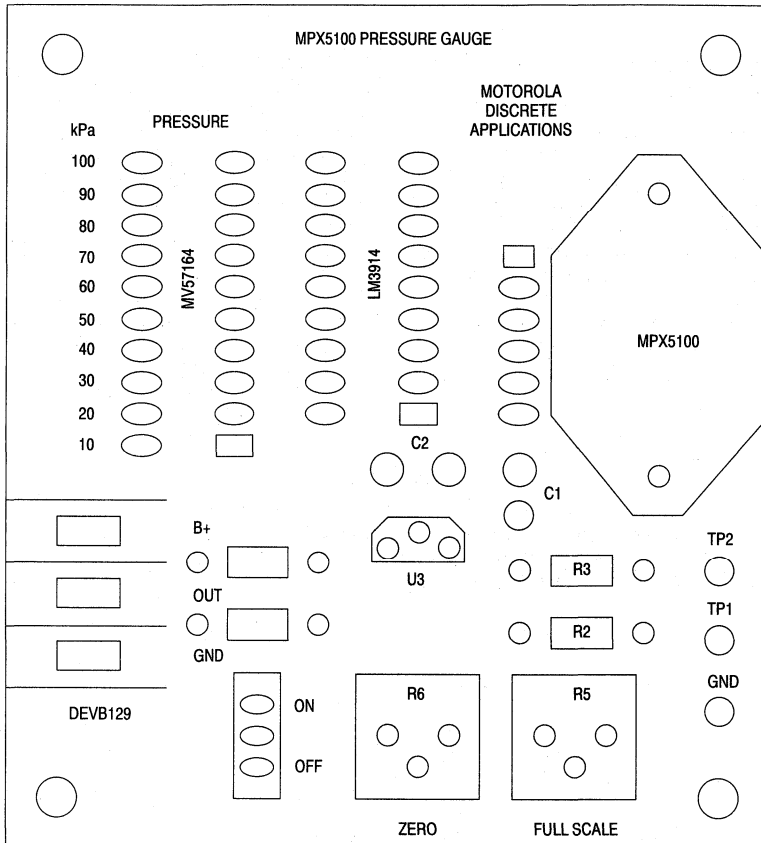 MPX5100 PRESSURE GAUGE
MOTOROLA
DISCRETE
APPLICATIONS
PRESSURE
kPa
100
90
80
70
60
50
40
30
20
10
MV57164
LM3914
MPX5100
C2
C1
B+
U3
R3
TP2
OUT
R2
TP1
GND
GND
DEVB129
ON
OFF
R6
R5
ZERO
FULL SCALE